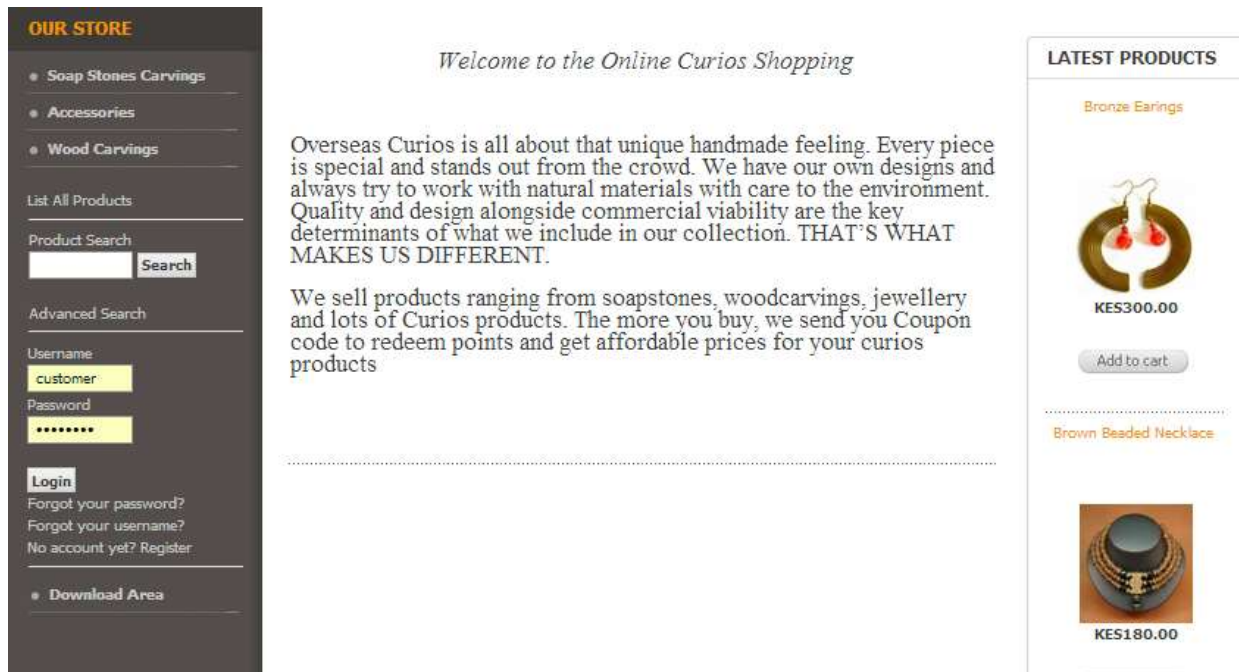 OUR STORE
Soap Stones Carvings
Accessories
Wood Carvings
List All Products
Product Search
Search
Advanced Search
Username
customer
Password
••••••••
Login
Forgot your password?
Forgot your username?
No account yet? Register
Download Area
Welcome to the Online Curios Shopping
Overseas Curios is all about that unique handmade feeling. Every piece
is special and stands out from the crowd. We have our own designs and
always try to work with natural materials with care to the environment.
Quality and design alongside commercial viability are the key
determinants of what we include in our collection. THAT’S WHAT
MAKES US DIFFERENT.
We sell products ranging from soapstones, woodcarvings, jewellery
and lots of Curios products. The more you buy, we send you Coupon
code to redeem points and get affordable prices for your curios
products
LATEST PRODUCTS
Bronze Earings
KES300.00
Add to cart
Brown Beaded Necklace
KES180.00